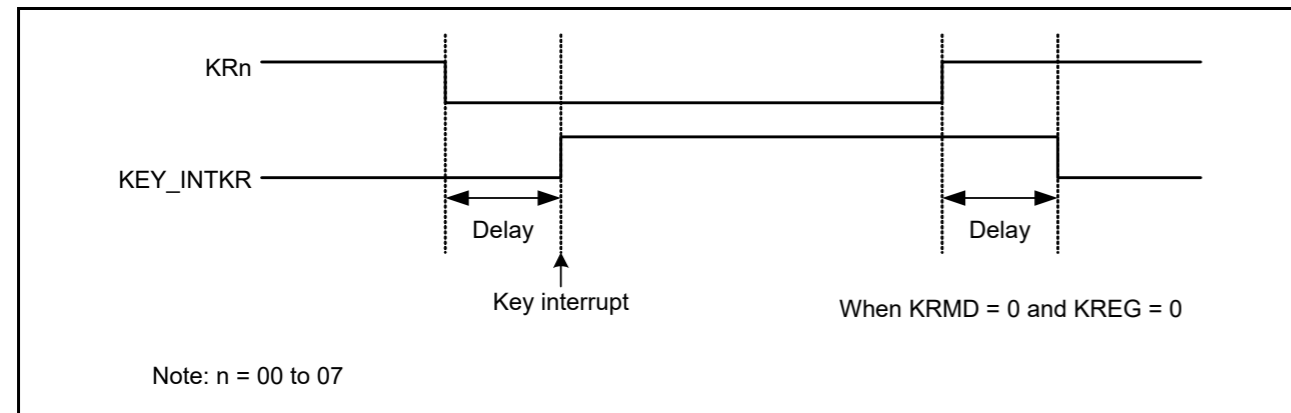 KRn
KEY_INTKR
Delay
Delay
Key interrupt
When KRMD = 0 and KREG = 0
Note: n = 00 to 07